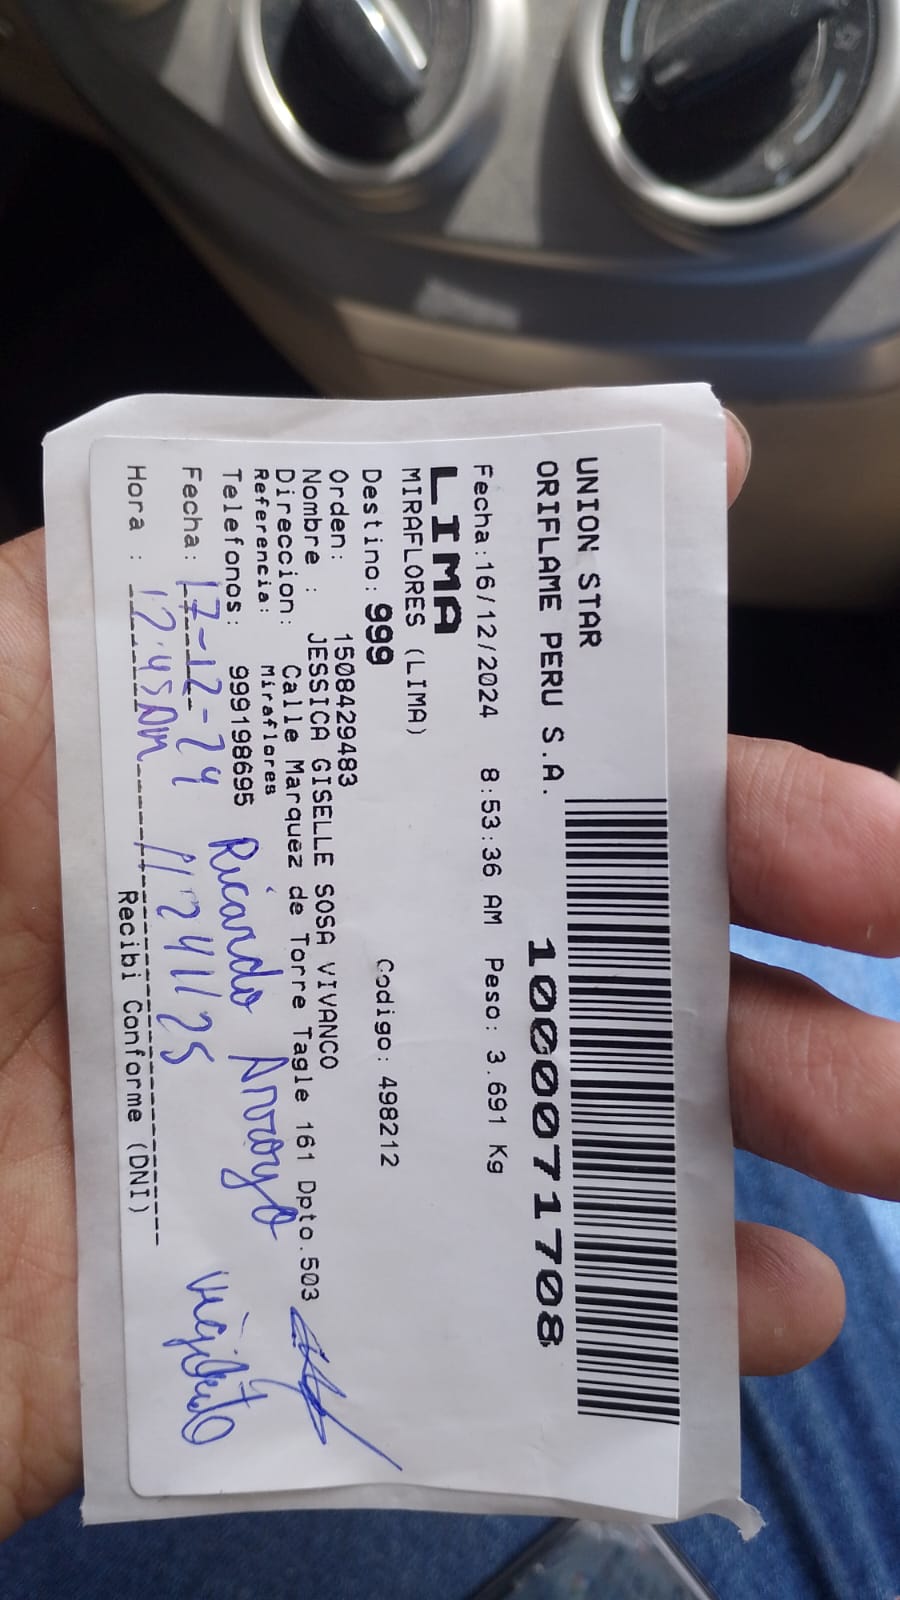 UNION STAR
ORIFLAME PERU S.A.
1000071708
Fecha:16/12/2024 8:53:36 AM Peso: 3.691 Kg
LIMA
MIRAFLORES (LIMA)
Destino: 999 Codigo: 498212
Orden: 1508429483
Nombre : JESSICA GISELLE SOSA VIVANCO
Direccion: Calle Marquez de Torre Tagle 161 Dpto.503
Referencia: Miraflores
Telefonos: 999198695 Ricardo Arroyo
Fecha: 17-12-24 11241125
Hora : 12:45 Am
Recibi Conforme (DNI)